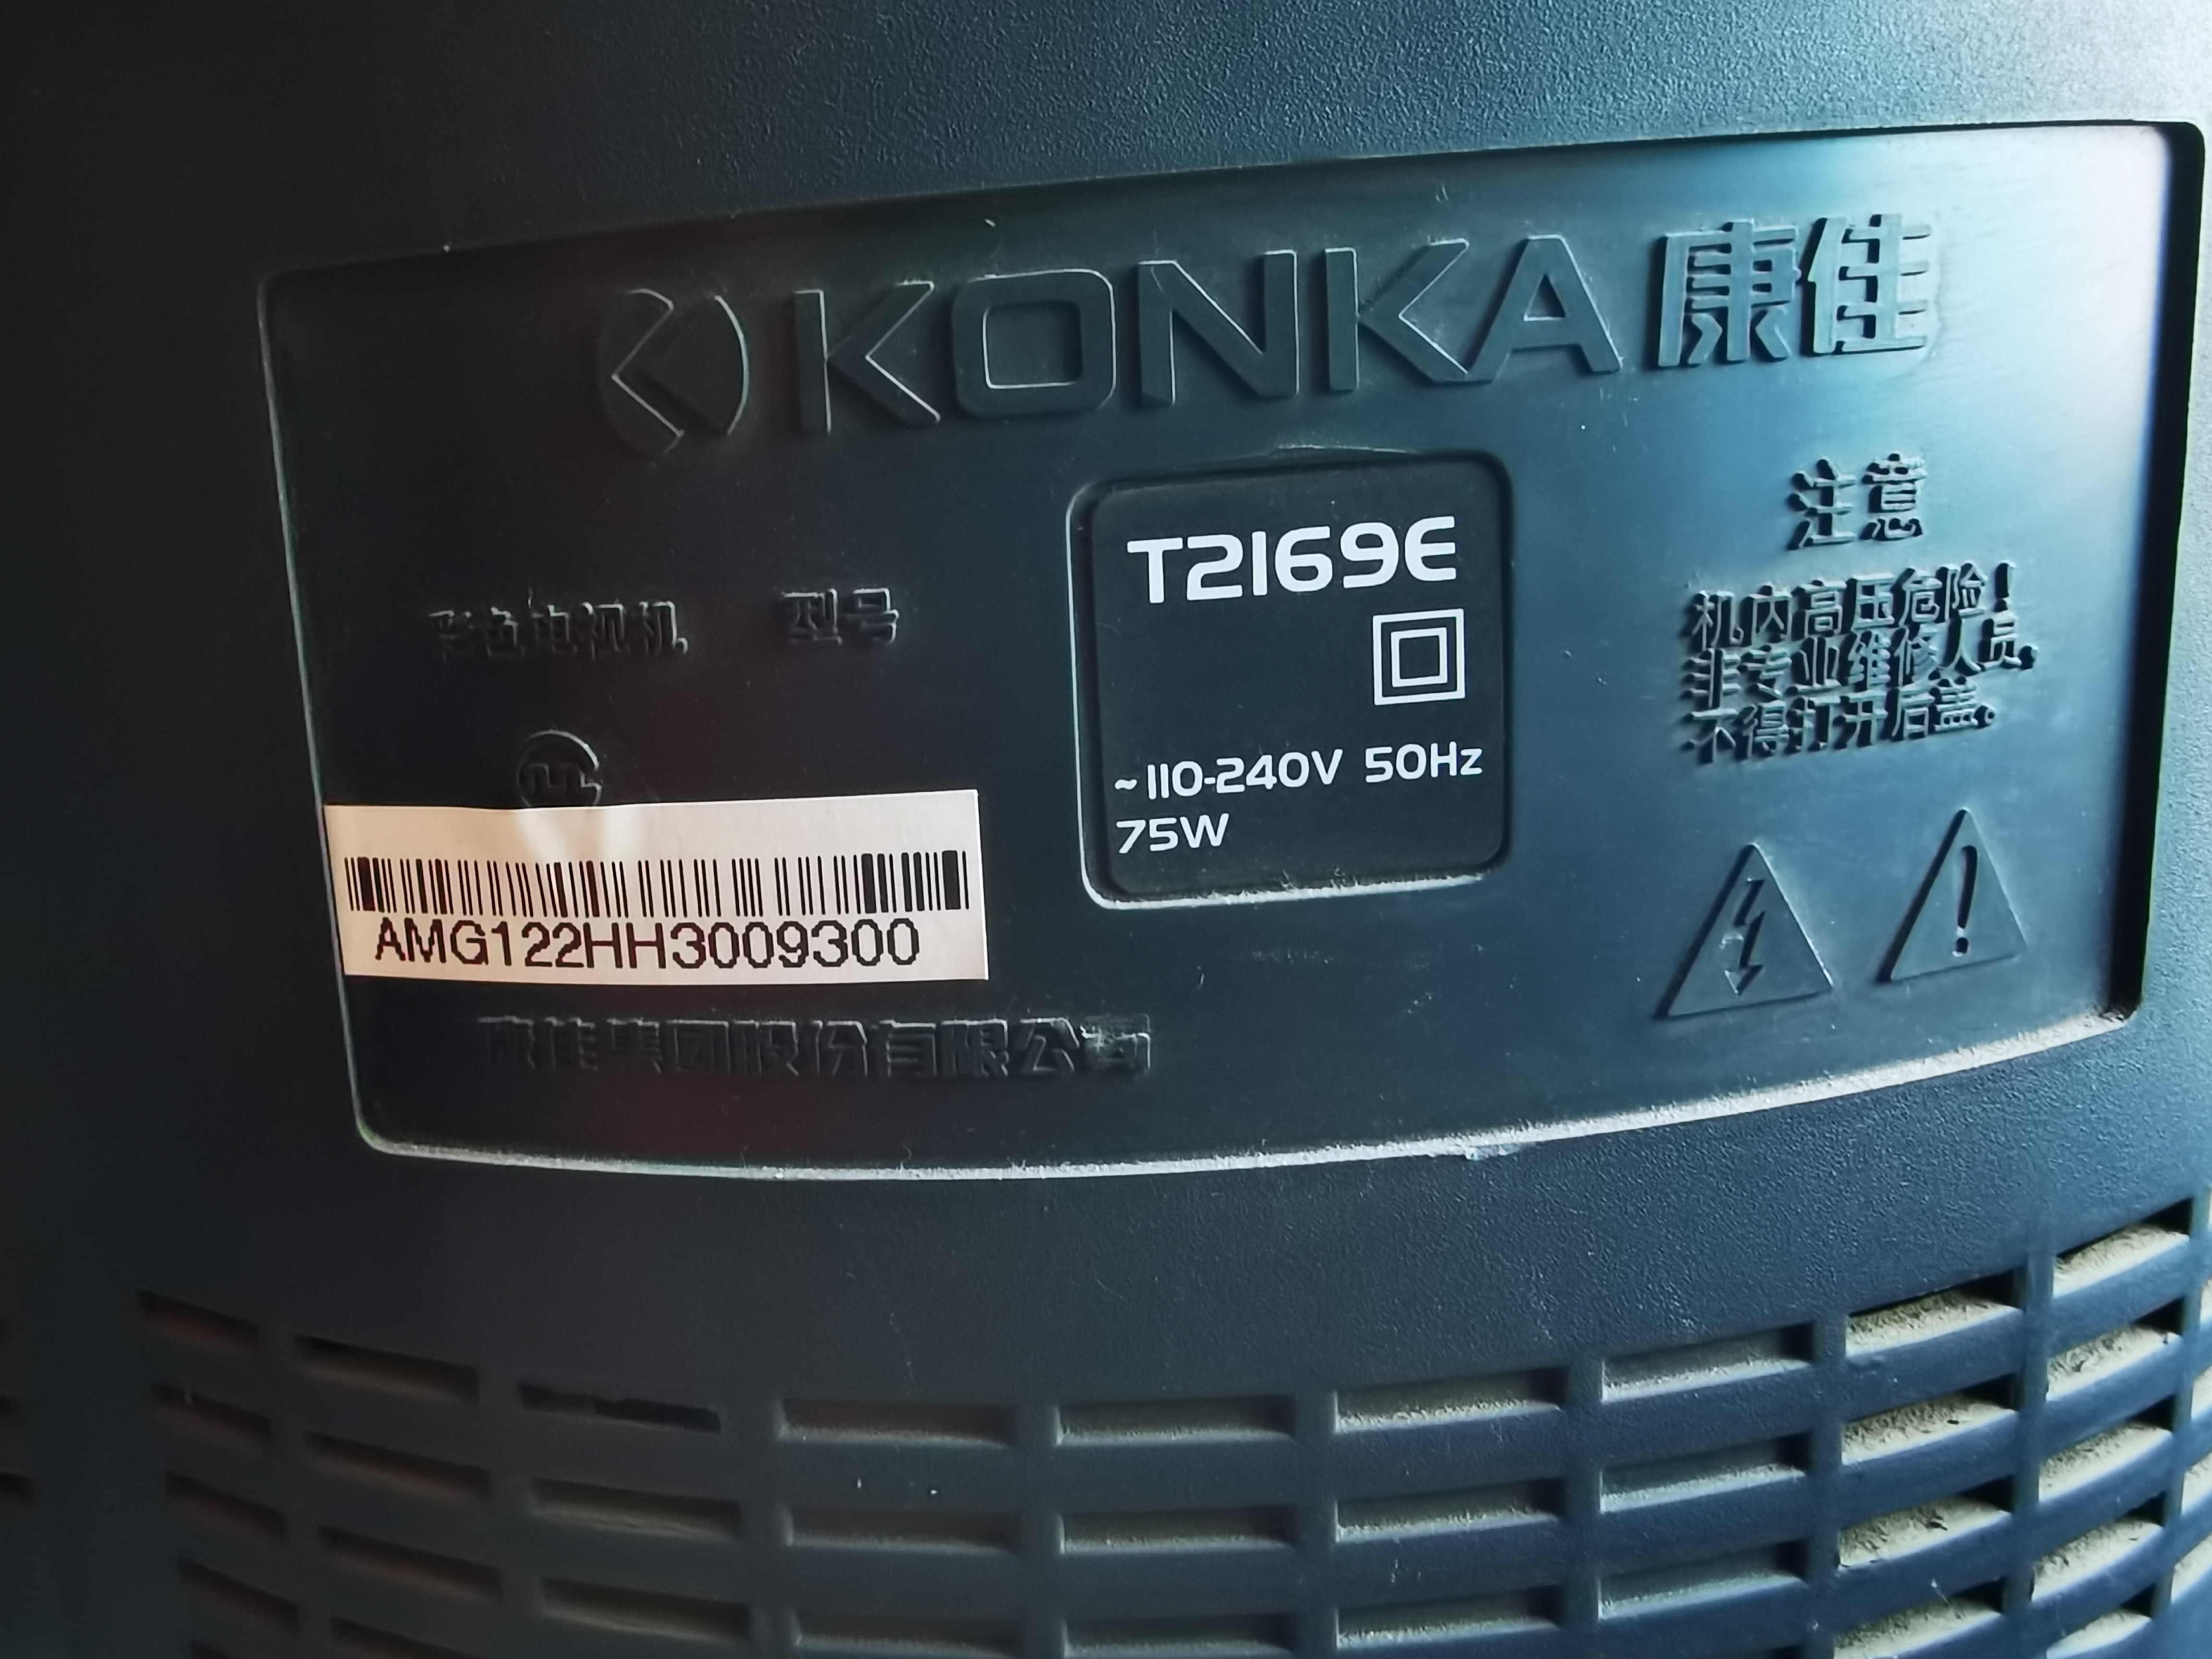 KONKA 康佳
彩色电视机 型号
T2169E
~110-240V 50Hz
75W
注意
机内高压危险!
非专业维修人员,
不得打开后盖。
AMG122HH3009300
康佳集团股份有限公司